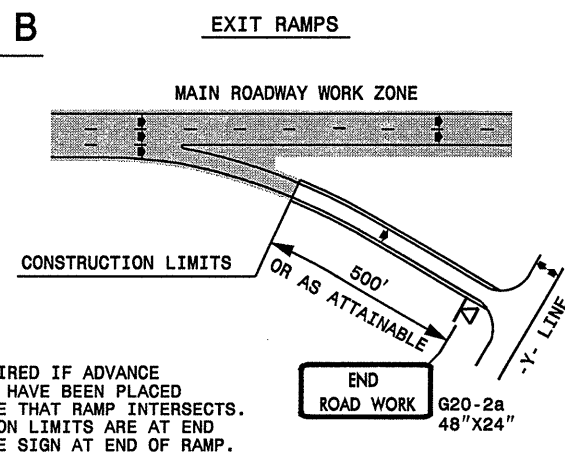 B
EXIT RAMPS
MAIN ROADWAY WORK ZONE
CONSTRUCTION LIMITS
500'
OR AS ATTAINABLE
-Y- LINE
END
ROAD WORK
G20-2a
48"X24"
IRED IF ADVANCE
HAVE BEEN PLACED
E THAT RAMP INTERSECTS.
ON LIMITS ARE AT END
E SIGN AT END OF RAMP.